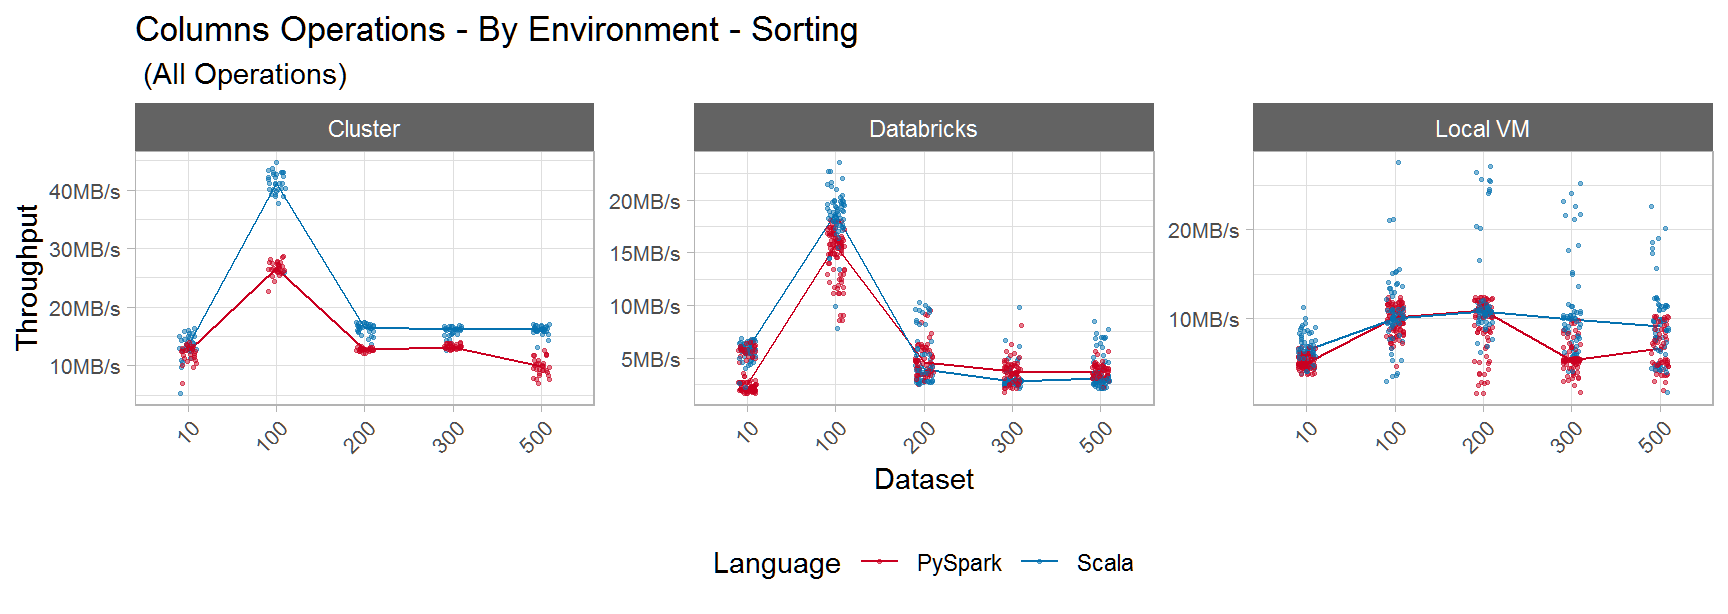 Columns Operations - By Environment - Sorting
(All Operations)
Cluster
Databricks
Local VM
Throughput
40MB/s
30MB/s
20MB/s
10MB/s
20MB/s
15MB/s
10MB/s
5MB/s
20MB/s
10MB/s
10 100 200 300 500
10 100 200 300 500
10 100 200 300 500
Dataset
Language PySpark Scala